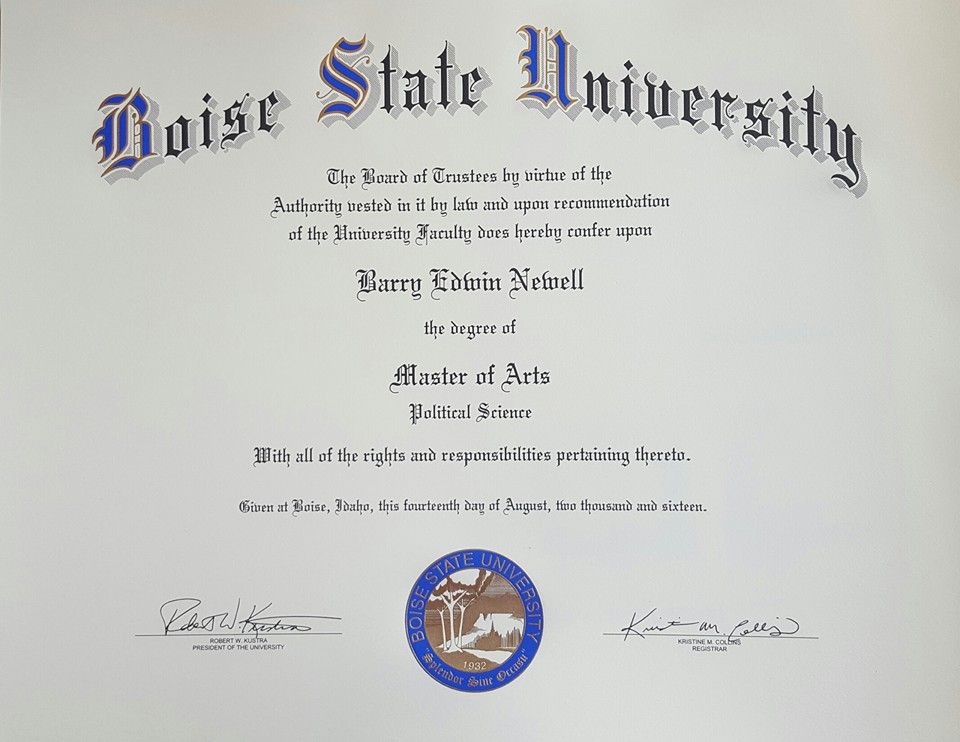 Boise State University
The Board of Trustees by virtue of the
Authority vested in it by law and upon recommendation
of the University Faculty does hereby confer upon
Barry Edwin Newell
the degree of
Master of Arts
Political Science
With all of the rights and responsibilities pertaining thereto.
Given at Boise, Idaho, this fourteenth day of August, two thousand and sixteen.
Robert W. Kustra
ROBERT W. KUSTRA
PRESIDENT OF THE UNIVERSITY
BOISE STATE UNIVERSITY
1932
"Splendor Sine Occasu"
Kristine M. Collins
KRISTINE M. COLLINS
REGISTRAR